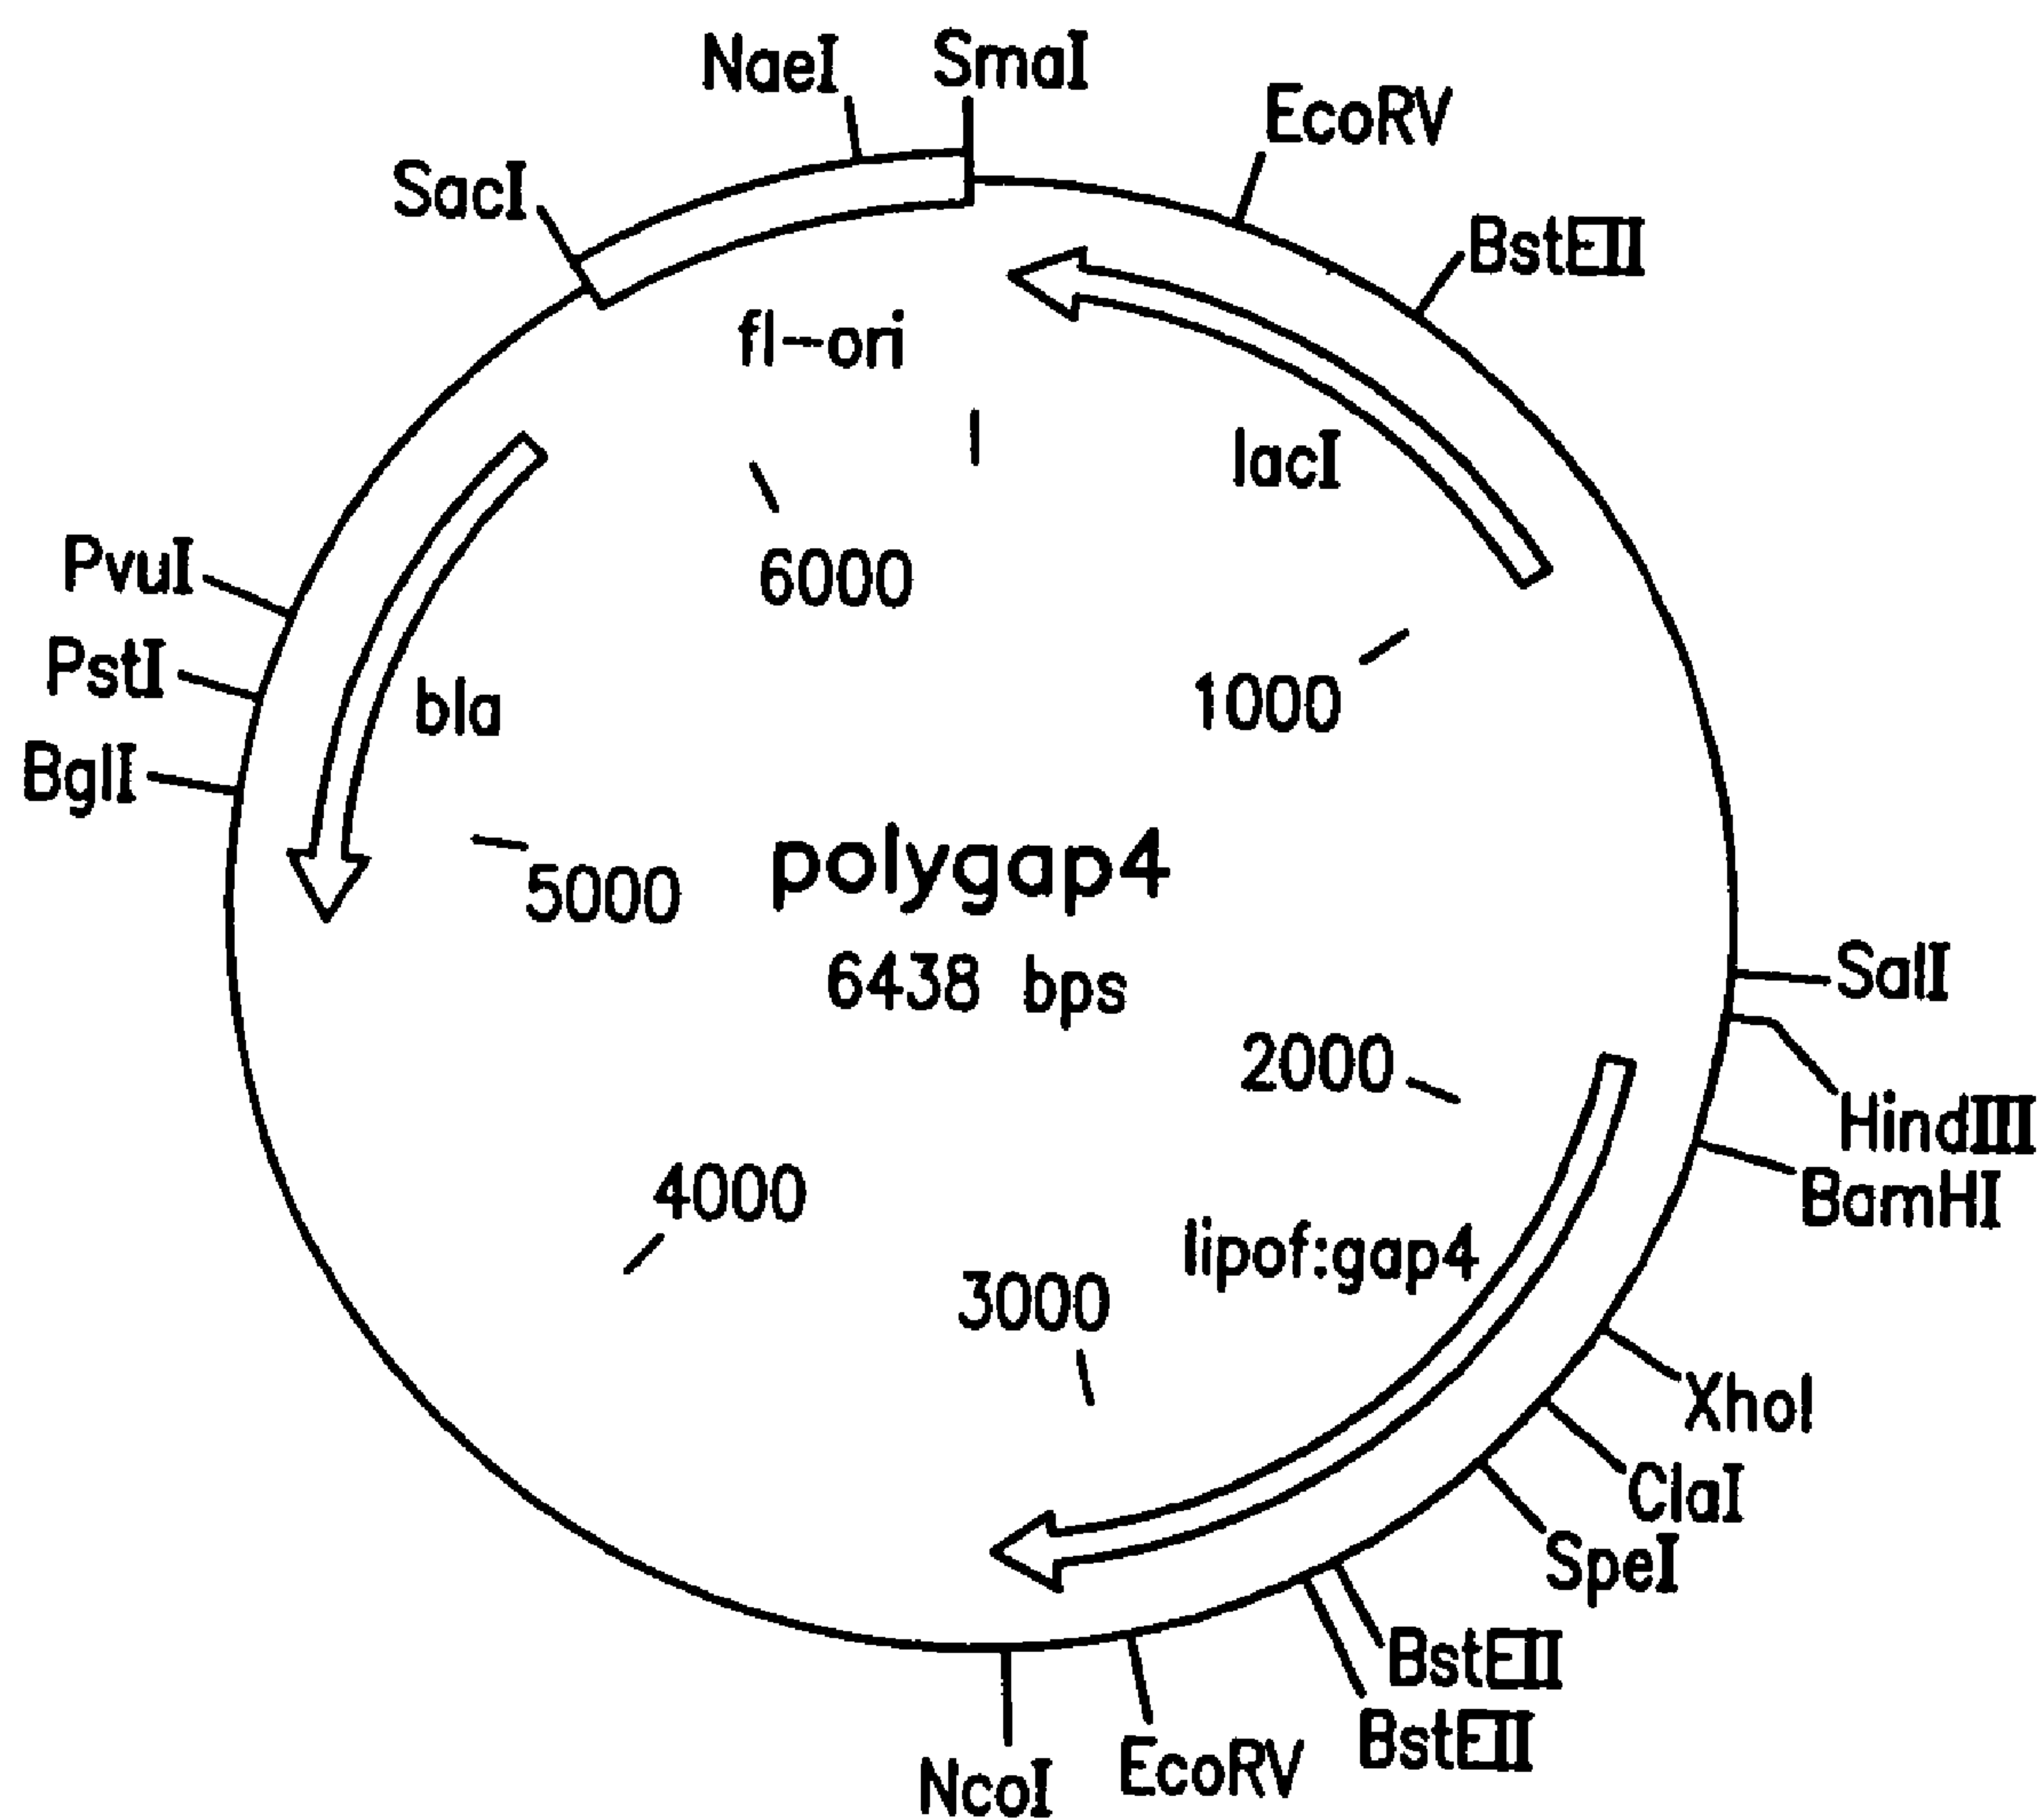 NaeI
SmaI
EcoRV
SacI
BstEII
fl-ori
lacI
PvuI
6000
PstI
bla
1000
BglI
polygap4
5000
6438 bps
SalI
2000
HindIII
4000
BamHI
lipof:gap4
3000
XhoI
ClaI
SpeI
BstEII
BstEII
EcoRV
NcoI